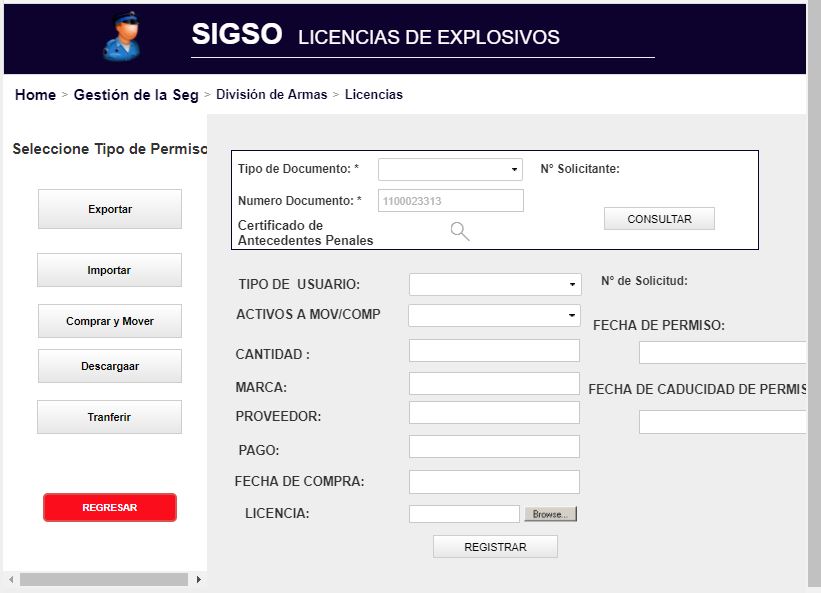 SIGSO LICENCIAS DE EXPLOSIVOS
Home > Gestión de la Seg > División de Armas > Licencias
Seleccione Tipo de Permiso
Exportar
Importar
Comprar y Mover
Descargaar
Tranferir
REGRESAR
Tipo de Documento: *
N° Solicitante:
Numero Documento: *
1100023313
Certificado de
Antecedentes Penales
CONSULTAR
TIPO DE USUARIO:
N° de Solicitud:
ACTIVOS A MOV/COMP
FECHA DE PERMISO:
CANTIDAD :
MARCA:
FECHA DE CADUCIDAD DE PERMIS
PROVEEDOR:
PAGO:
FECHA DE COMPRA:
LICENCIA:
Browse...
REGISTRAR